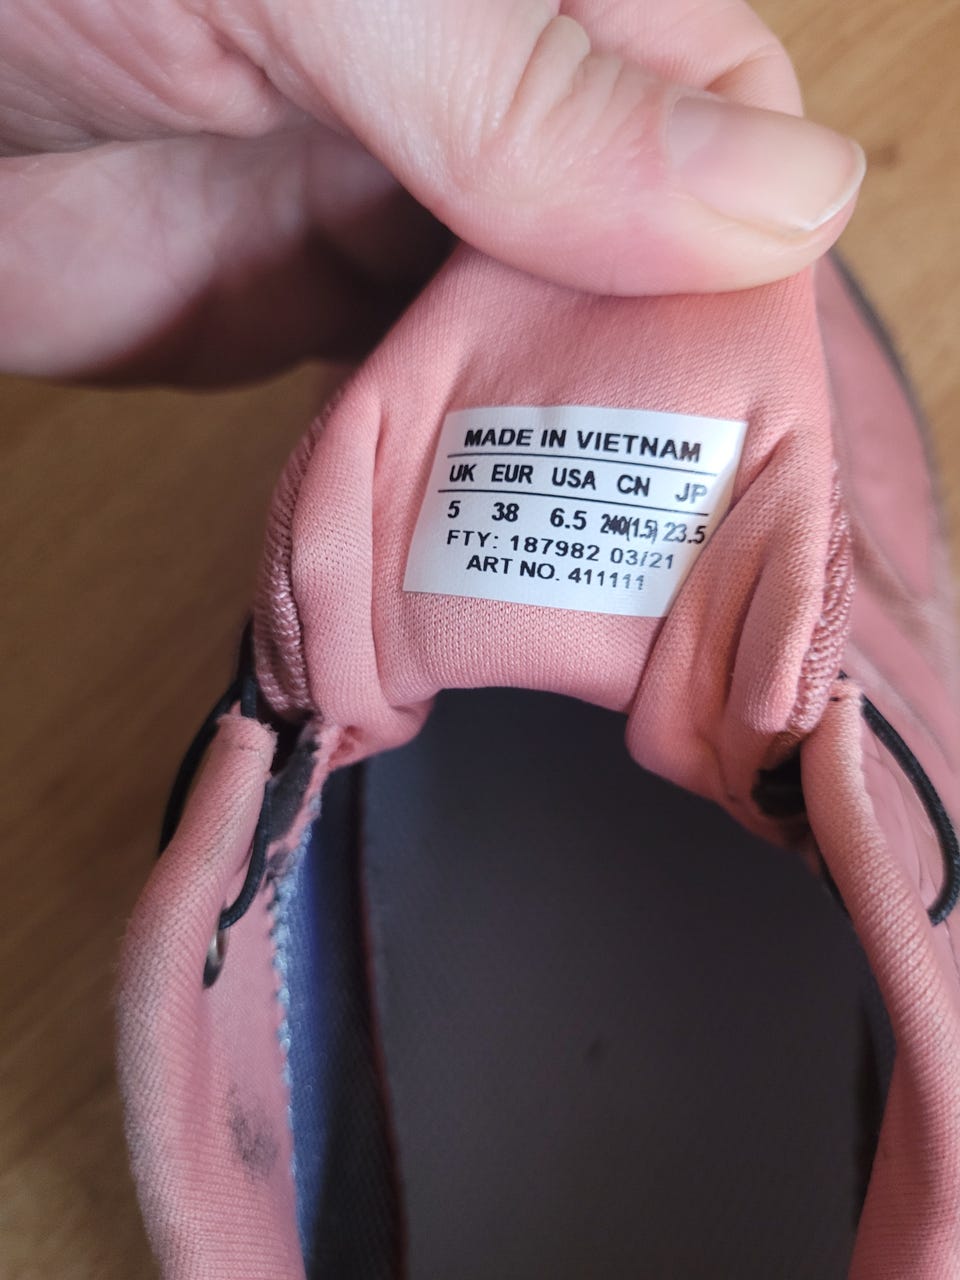 MADE IN VIETNAM
UK EUR USA CN JP
5 38 6.5 240(1.5) 23.5
FTY: 187982 03/21
ART NO. 411111